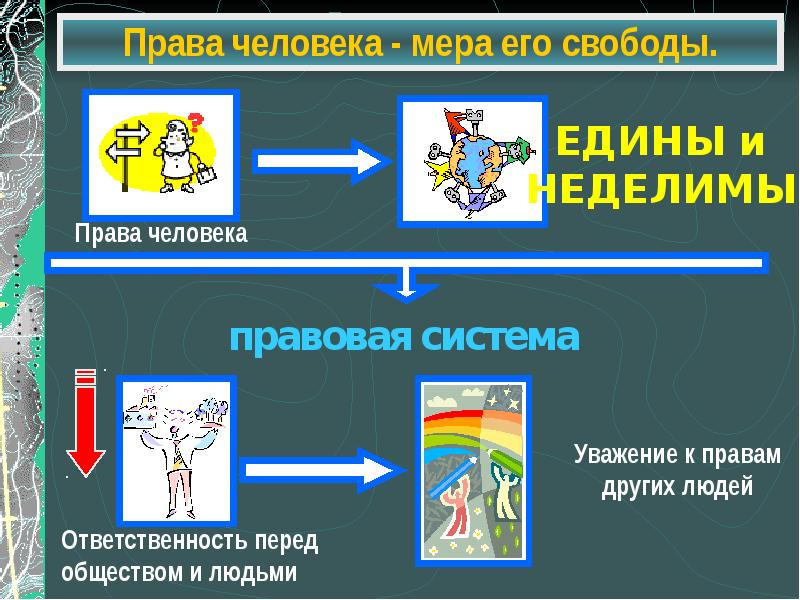 Права человека - мера его свободы.
ЕДИНЫ и
НЕДЕЛИМЫ
Права человека
правовая система
Уважение к правам
других людей
Ответственность перед
обществом и людьми